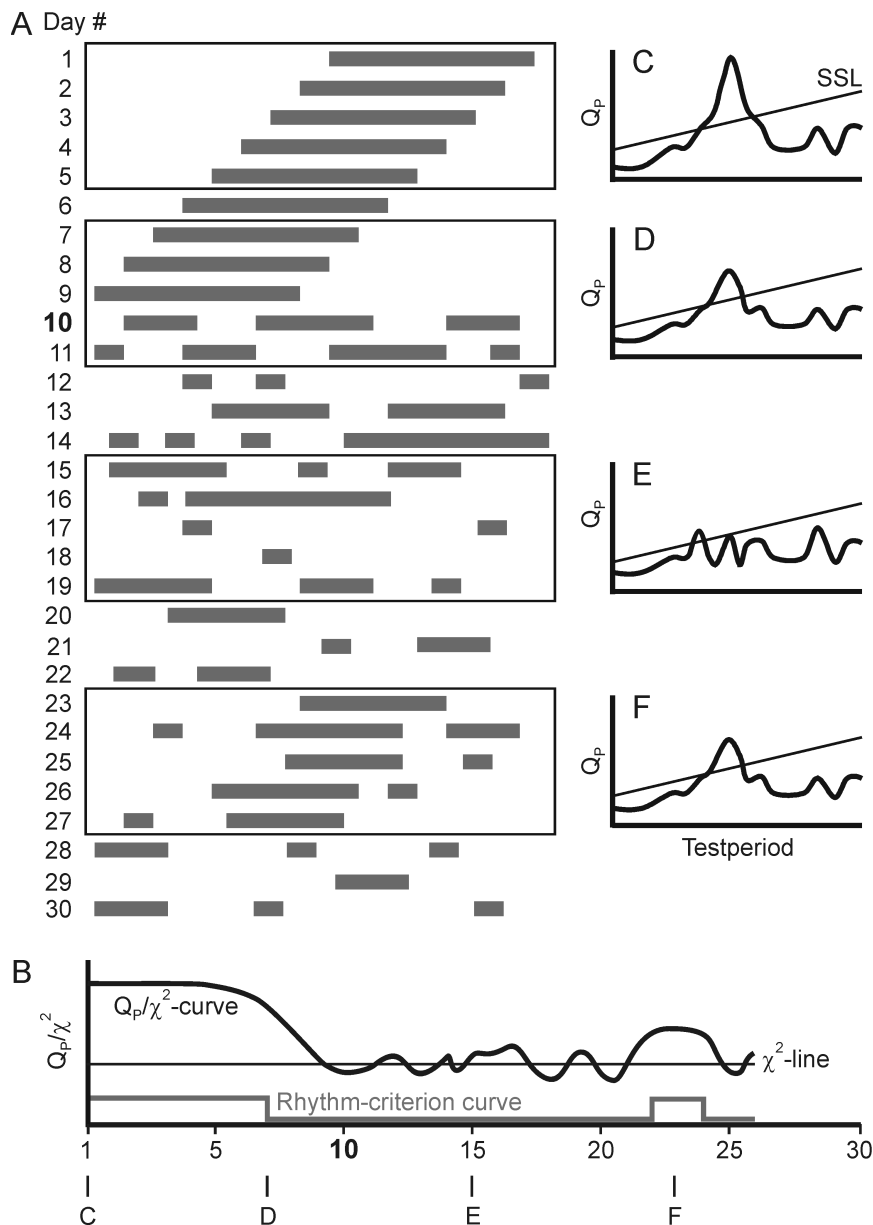 A Day #
1
2
3
4
5
6
7
8
9
10
11
12
13
14
15
16
17
18
19
20
21
22
23
24
25
26
27
28
29
30
C
SSL
Qₚ
D
Qₚ
E
Qₚ
F
Qₚ
Testperiod
B
Qₚ/χ²
Qₚ/χ²-curve
χ²-line
Rhythm-criterion curve
1 5 10 15 20 25 30
C D E F